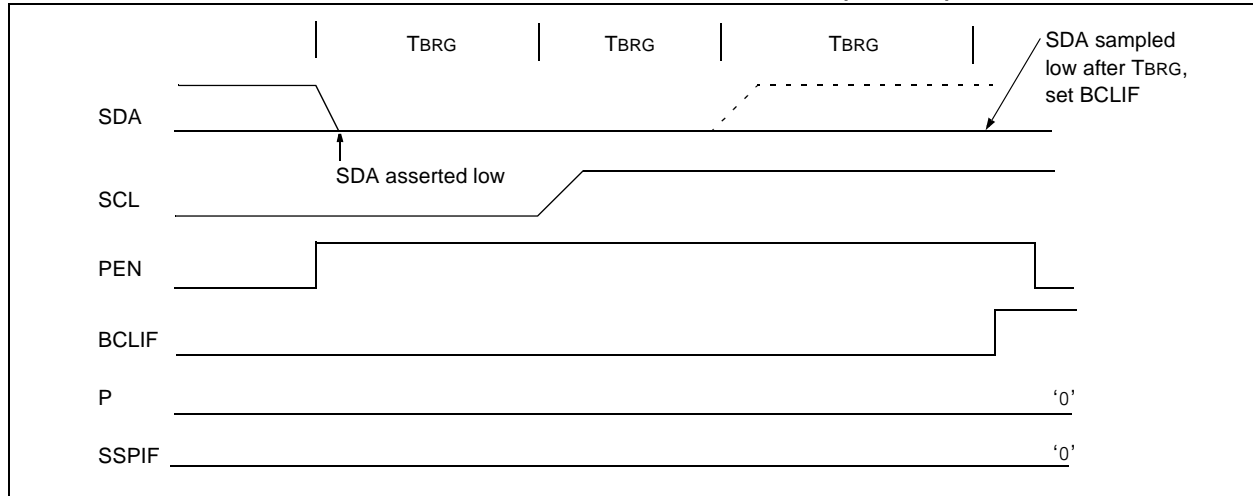 TBRG TBRG TBRG
SDA sampled
low after TBRG,
set BCLIF
SDA
SDA asserted low
SCL
PEN
BCLIF
P ‘0’
SSPIF ‘0’